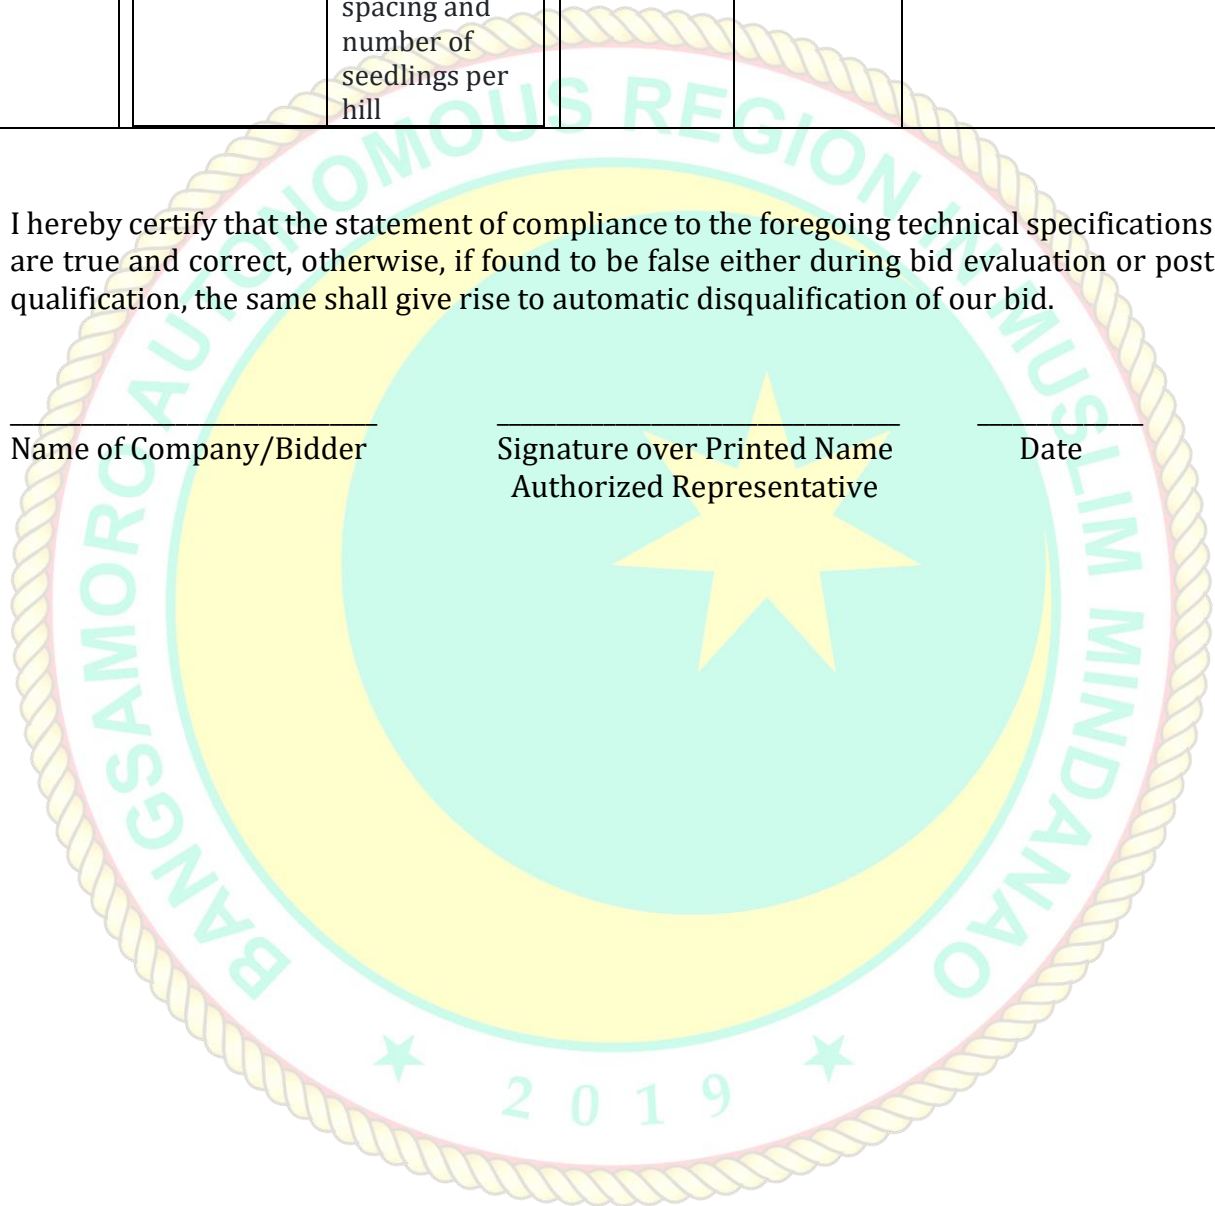 spacing and
number of
seedlings per
hill
I hereby certify that the statement of compliance to the foregoing technical specifications
are true and correct, otherwise, if found to be false either during bid evaluation or post
qualification, the same shall give rise to automatic disqualification of our bid.
_______________________________ __________________________________ ______________
Name of Company/Bidder Signature over Printed Name Date
Authorized Representative
BANGSAMORO AUTONOMOUS REGION IN MUSLIM MINDANAO
2019